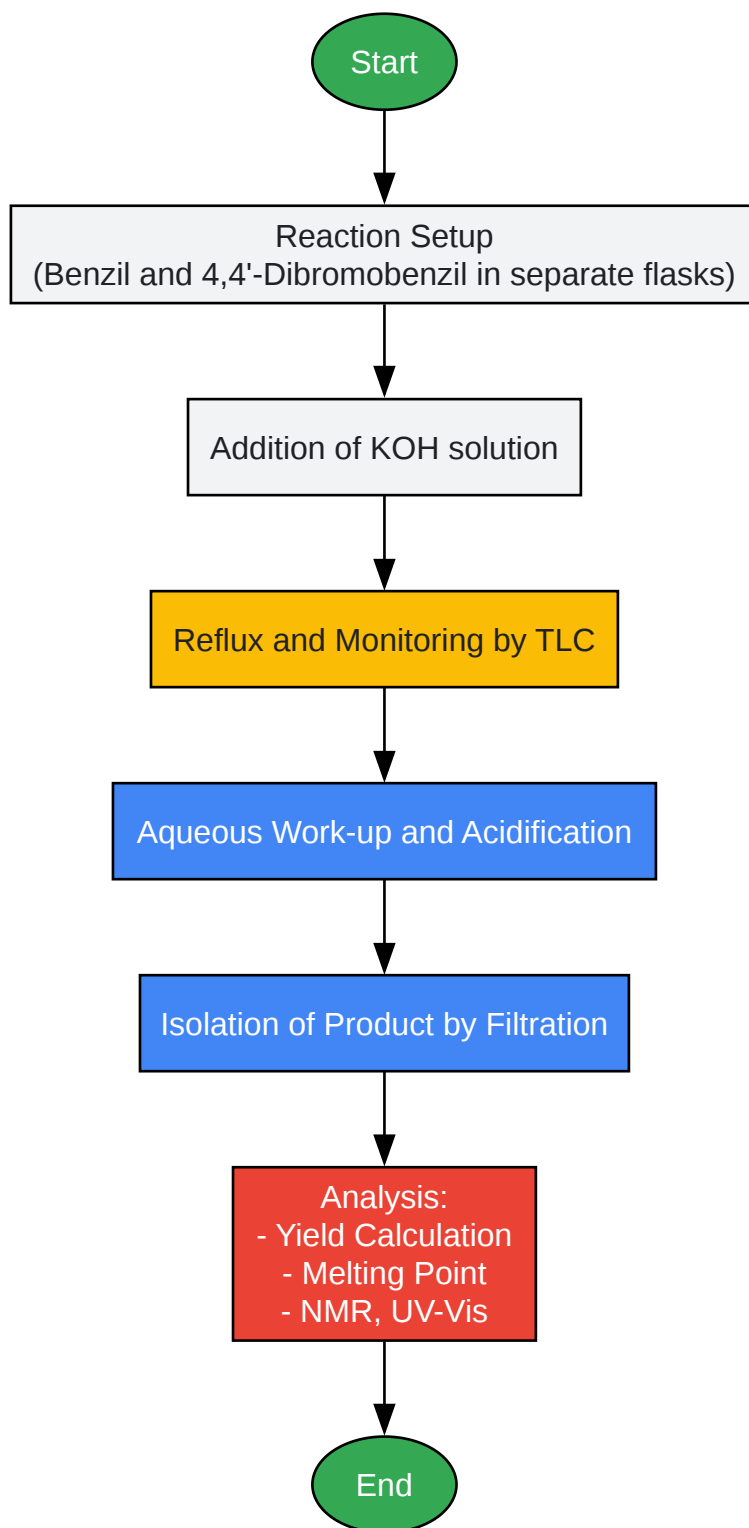 Start
Reaction Setup
(Benzil and 4,4'-Dibromobenzil in separate flasks)
Addition of KOH solution
Reflux and Monitoring by TLC
Aqueous Work-up and Acidification
Isolation of Product by Filtration
Analysis:
- Yield Calculation
- Melting Point
- NMR, UV-Vis
End